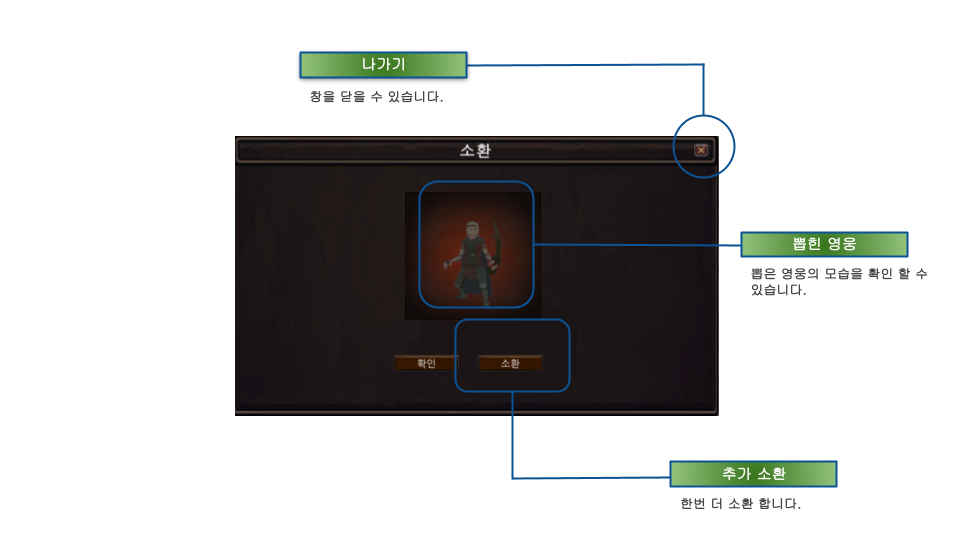 나가기
창을 닫을 수 있습니다.
소환
뽑힌 영웅
뽑은 영웅의 모습을 확인 할 수
있습니다.
확인
소환
추가 소환
한번 더 소환 합니다.